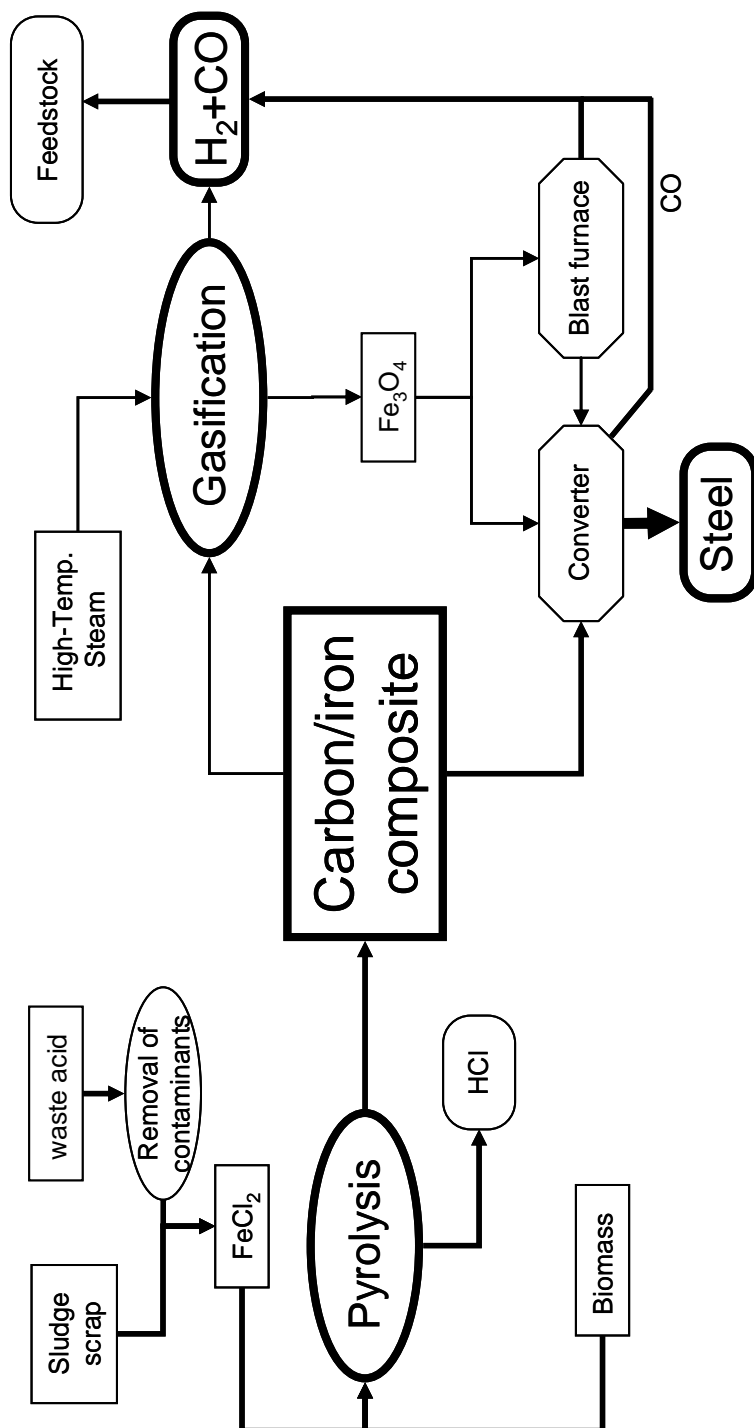 Sludge
scrap
waste acid
Removal of
contaminants
FeCl₂
Pyrolysis
HCl
Biomass
Carbon/iron
composite
High-Temp.
Steam
Gasification
Fe₃O₄
Converter
Blast furnace
Steel
CO
H₂+CO
Feedstock